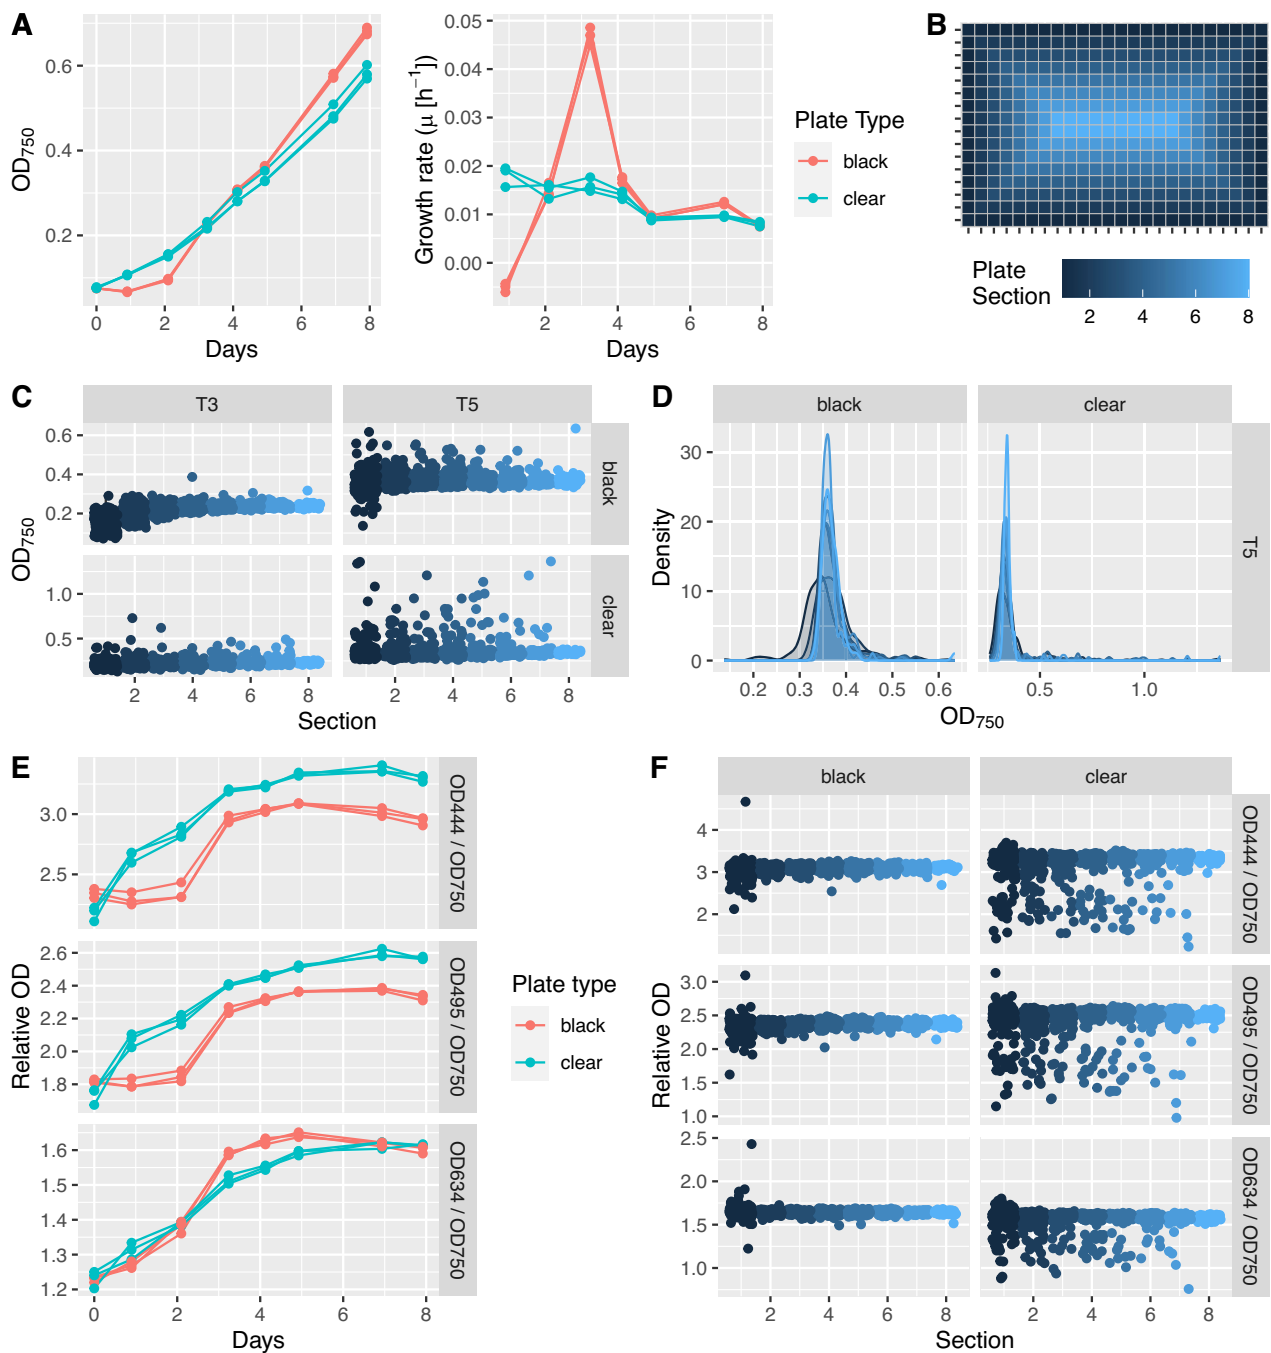 A
OD750
0.6
0.4
0.2
0
2
4
6
8
Days
Growth rate (μ [h−1])
0.05
0.04
0.03
0.02
0.01
0.00
2
4
6
8
Days
Plate Type
black
clear
B
Plate
Section
2
4
6
8
C
T3
T5
OD750
0.6
0.4
0.2
black
1.0
0.5
clear
2
4
6
8
2
4
6
8
Section
D
black
clear
Density
30
20
10
0
T5
0.2
0.3
0.4
0.5
0.6
0.5
1.0
OD750
E
Relative OD
3.0
2.5
OD444 / OD750
2.6
2.4
2.2
2.0
1.8
OD495 / OD750
1.6
1.5
1.4
1.3
1.2
OD634 / OD750
0
2
4
6
8
Days
Plate type
black
clear
F
black
clear
Relative OD
4
3
2
OD444 / OD750
3.0
2.5
2.0
1.5
1.0
OD495 / OD750
2.5
2.0
1.5
1.0
OD634 / OD750
2
4
6
8
2
4
6
8
Section